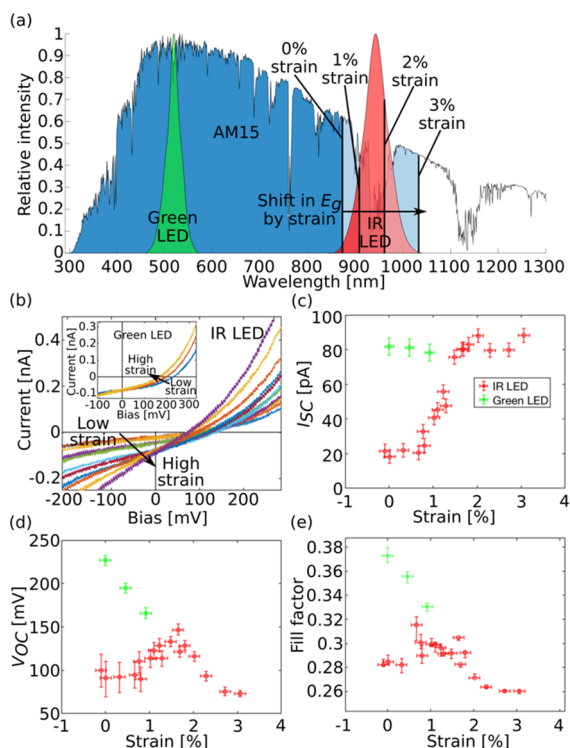 (a)
Relative intensity
1
0.9
0.8
0.7
0.6
0.5
0.4
0.3
0.2
0.1
0
0%
strain
1%
strain
2%
strain
3%
strain
AM15
Green
LED
Shift in Eg
by strain
IR
LED
300 400 500 600 700 800 900 1000 1100 1200 1300
Wavelength [nm]
(b)
Current [nA]
0.4
0.2
0
-0.2
IR LED
Current [nA]
0.3
0.2
0.1
0
-0.1
Green LED
High
strain
Low
strain
-100 0 100 200 300
Bias [mV]
Low
strain
High
strain
-200 -100 0 100 200
Bias [mV]
(c)
ISC [pA]
100
80
60
40
20
0
IR LED
Green LED
-1 0 1 2 3 4
Strain [%]
(d)
VOC [mV]
250
200
150
100
50
-1 0 1 2 3 4
Strain [%]
(e)
Fill factor
0.38
0.36
0.34
0.32
0.3
0.28
0.26
-1 0 1 2 3 4
Strain [%]